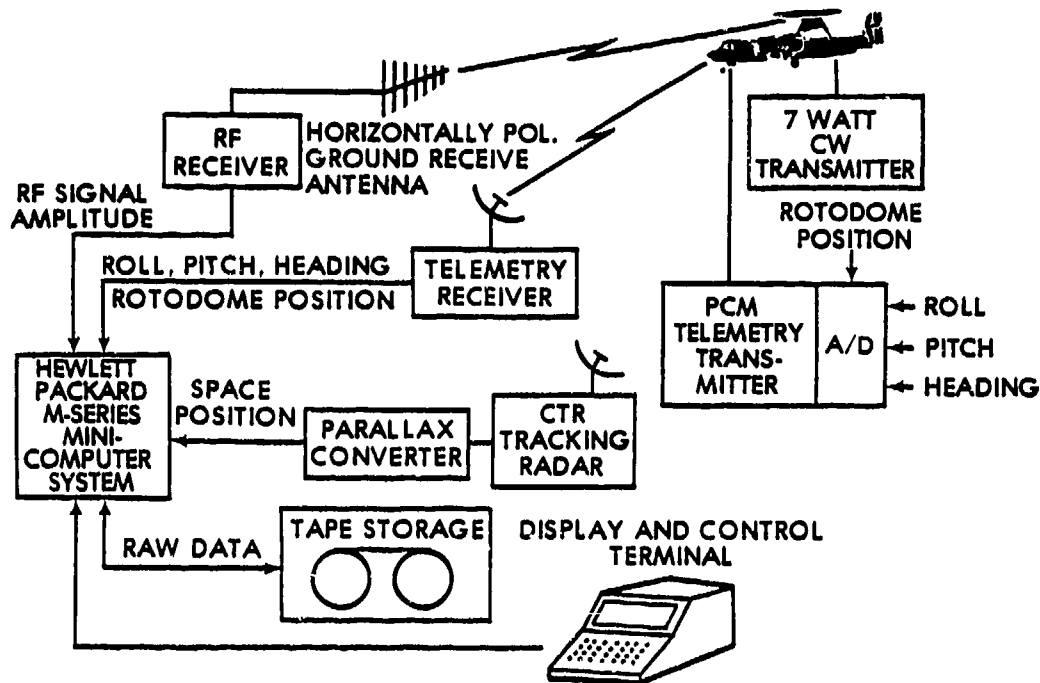 7 WATT
CW
TRANSMITTER
RF
RECEIVER
HORIZONTALLY POL.
GROUND RECEIVE
ANTENNA
RF SIGNAL
AMPLITUDE
ROTODOME
POSITION
ROLL, PITCH, HEADING
ROTODOME POSITION
TELEMETRY
RECEIVER
PCM
TELEMETRY
TRANS-
MITTER
A/D
ROLL
PITCH
HEADING
HEWLETT
PACKARD
M-SERIES
MINI-
COMPUTER
SYSTEM
SPACE
POSITION
PARALLAX
CONVERTER
CTR
TRACKING
RADAR
RAW DATA
TAPE STORAGE
DISPLAY AND CONTROL
TERMINAL